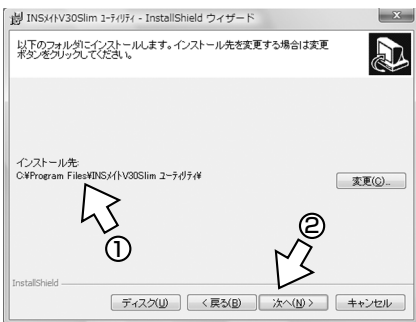 INSﾒｲﾄV30Slim ﾕｰﾃｨﾘﾃｨ - InstallShield ウィザード
以下のフォルダにインストールします。インストール先を変更する場合は変更
ボタンをクリックしてください。
インストール先:
C:¥Program Files¥INSﾒｲﾄV30Slim ユーティリティ¥
変更(C)...
①
②
InstallShield
ディスク(U)
< 戻る(B)
次へ(N) >
キャンセル